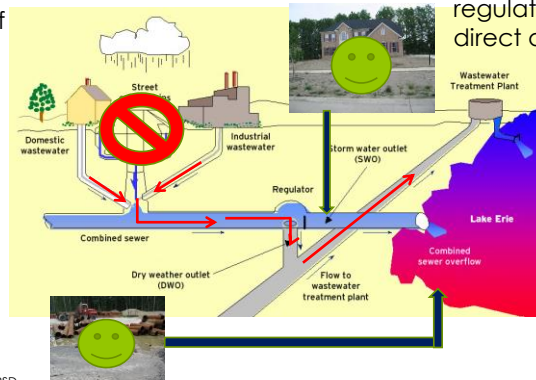 regulat
direct
Street
Wastewater
Treatment Plant
Domestic
wastewater
Industrial
wastewater
Storm water outlet
(SWO)
Regulator
Lake Erie
Combined sewer
Combined
sewer overflow
Dry weather outlet
(DWO)
Flow to
wastewater
treatment plant